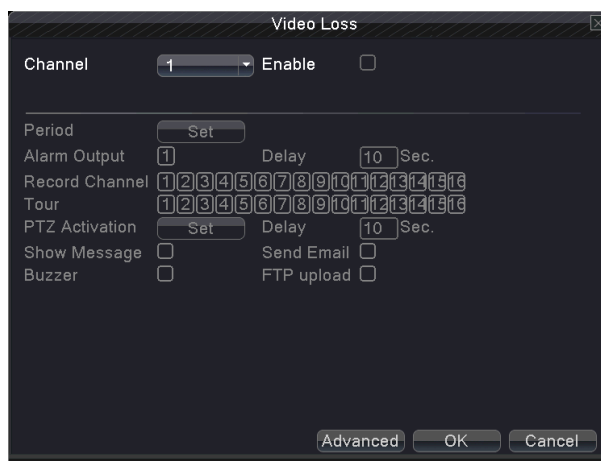 Video Loss
Channel 1 Enable
Period Set
Alarm Output 1 Delay 10 Sec.
Record Channel 1 2 3 4 5 6 7 8 9 10 11 12 13 14 15 16
Tour 1 2 3 4 5 6 7 8 9 10 11 12 13 14 15 16
PTZ Activation Set Delay 10 Sec.
Show Message Send Email
Buzzer FTP upload
Advanced OK Cancel